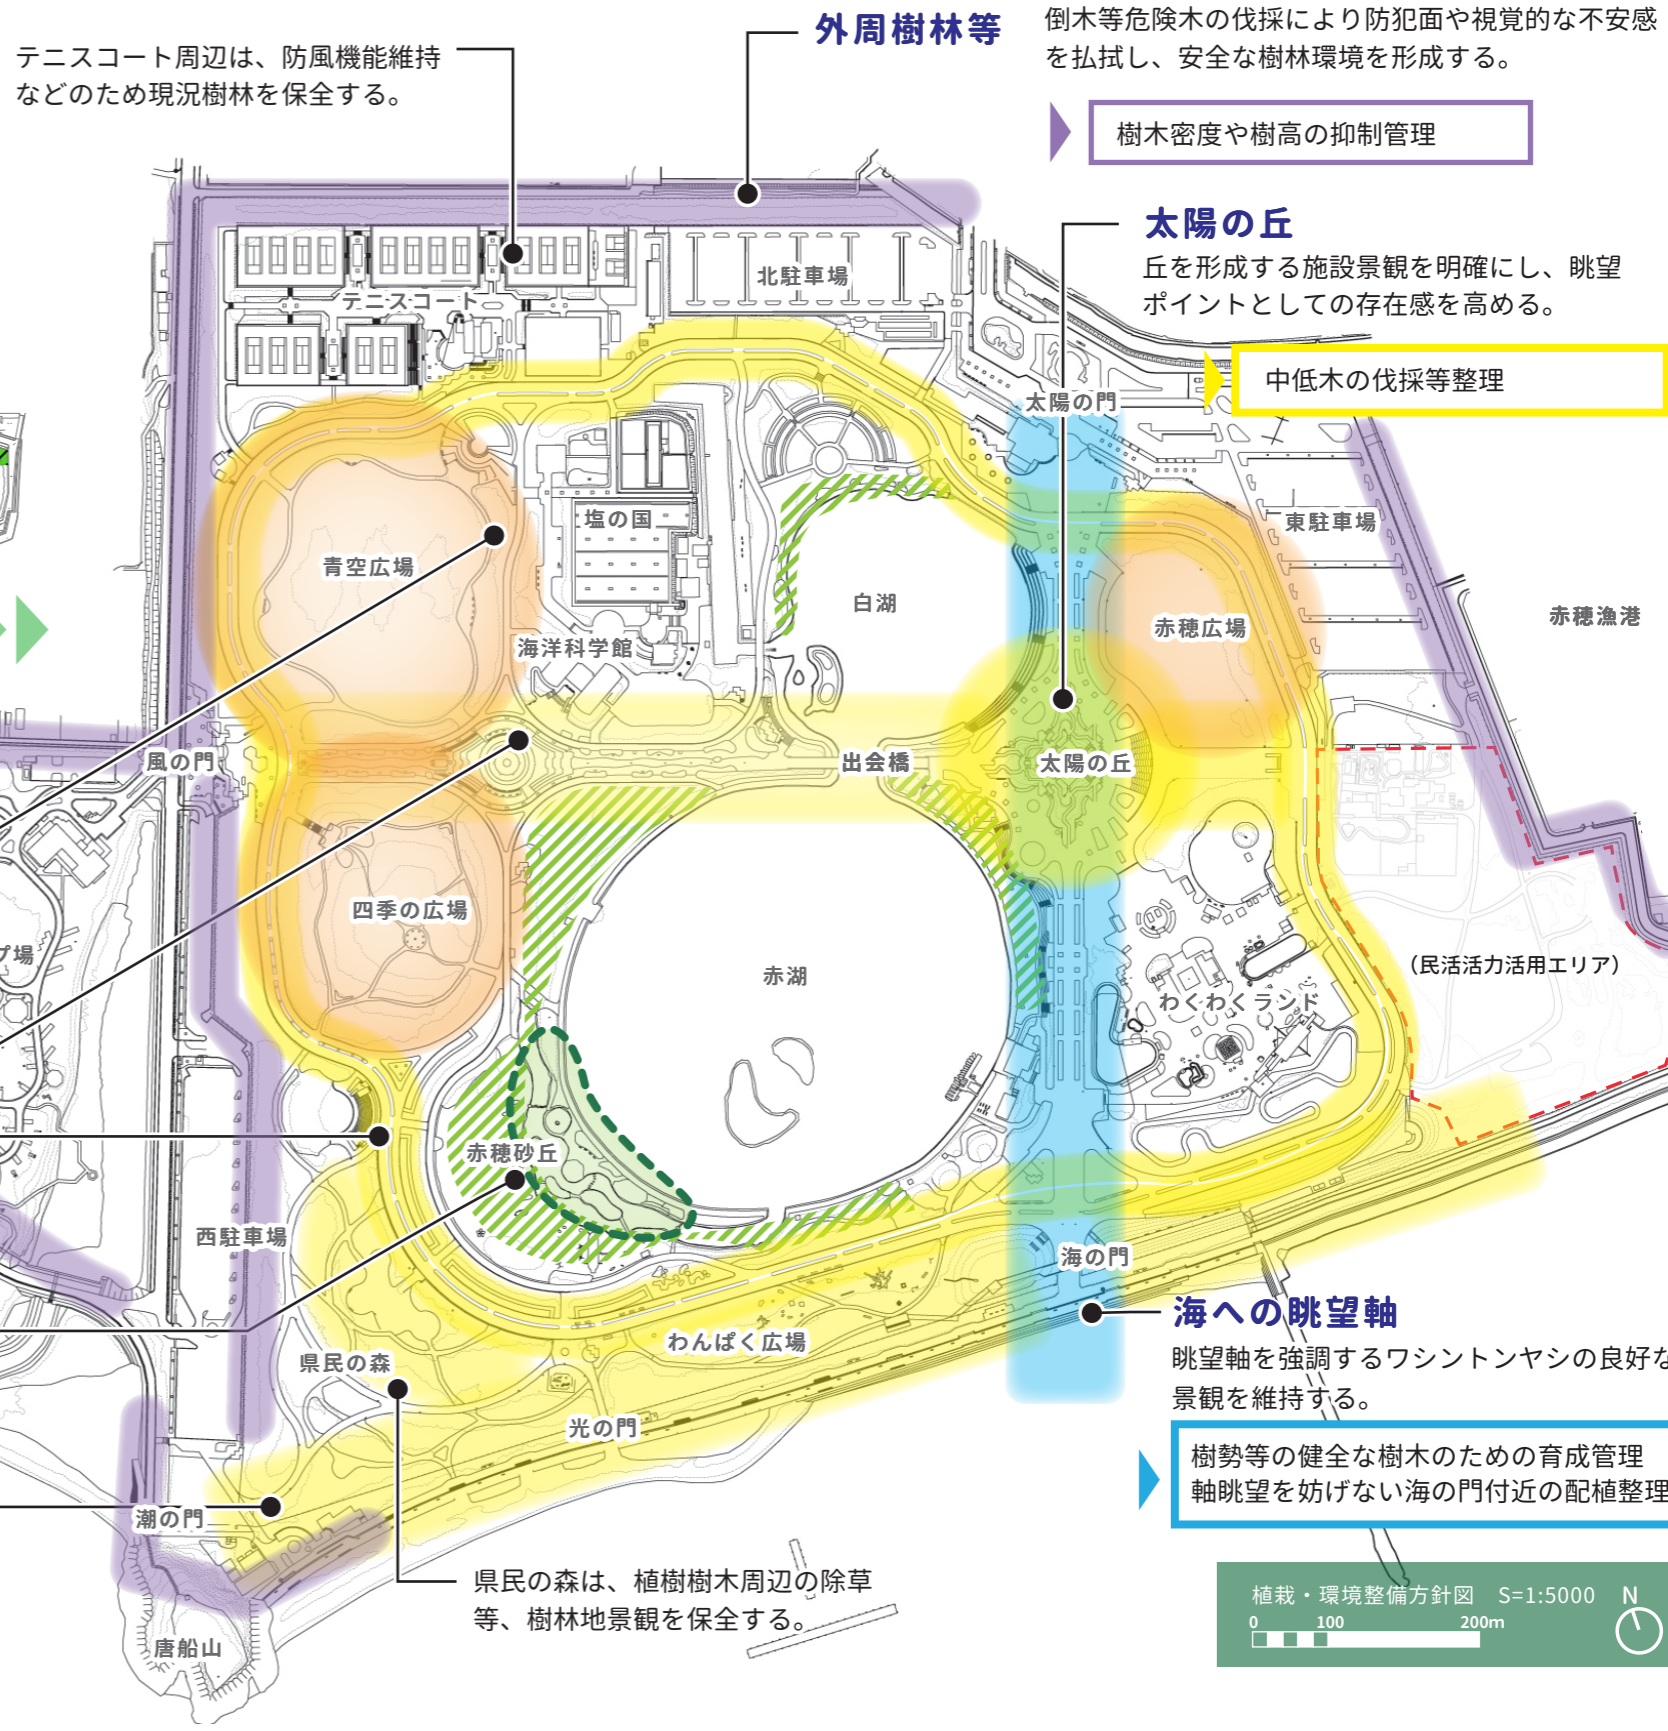 テニスコート周辺は、防風機能維持
などのため現況樹林を保全する。
外周樹林等
倒木等危険木の伐採により防犯面や視覚的な不安感
を払拭し、安全な樹林環境を形成する。
樹木密度や樹高の抑制管理
太陽の丘
丘を形成する施設景観を明確にし、眺望
ポイントとしての存在感を高める。
中低木の伐採等整理
北駐車場
テニスコート
太陽の門
塩の国
東駐車場
青空広場
白湖
赤穂漁港
赤穂広場
海洋科学館
風の門
出会橋
太陽の丘
四季の広場
プ場
赤湖
(民活活力活用エリア)
わくわくランド
赤穂砂丘
西駐車場
海の門
海への眺望軸
眺望軸を強調するワシントンヤシの良好な
景観を維持する。
樹勢等の健全な樹木のための育成管理
軸眺望を妨げない海の門付近の配植整理
わんぱく広場
県民の森
光の門
潮の門
県民の森は、植樹樹木周辺の除草
等、樹林地景観を保全する。
唐船山
植栽・環境整備方針図 S=1:5000 N
0 100 200m